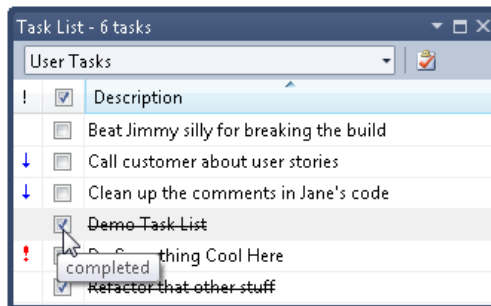 Task List - 6 tasks
User Tasks
! Description
Beat Jimmy silly for breaking the build
Call customer about user stories
Clean up the comments in Jane's code
Demo Task List
! thing Cool Here
completed
Refactor that other stuff